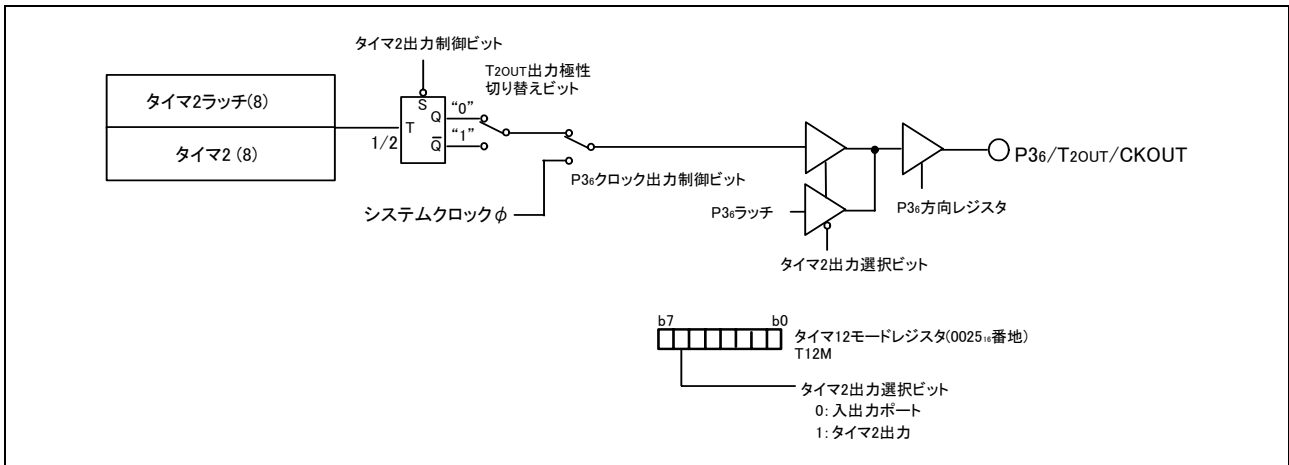 タイマ2出力制御ビット
T2OUT出力極性
切り替えビット
タイマ2ラッチ(8)
タイマ2 (8)
S
T
Q
Q̅
1/2
“0”
“1”
P36クロック出力制御ビット
システムクロックφ
P36ラッチ
タイマ2出力選択ビット
P36方向レジスタ
P36/T2OUT/CKOUT
b7
b0
タイマ12モードレジスタ(002516番地)
T12M
タイマ2出力選択ビット
0: 入出力ポート
1: タイマ2出力